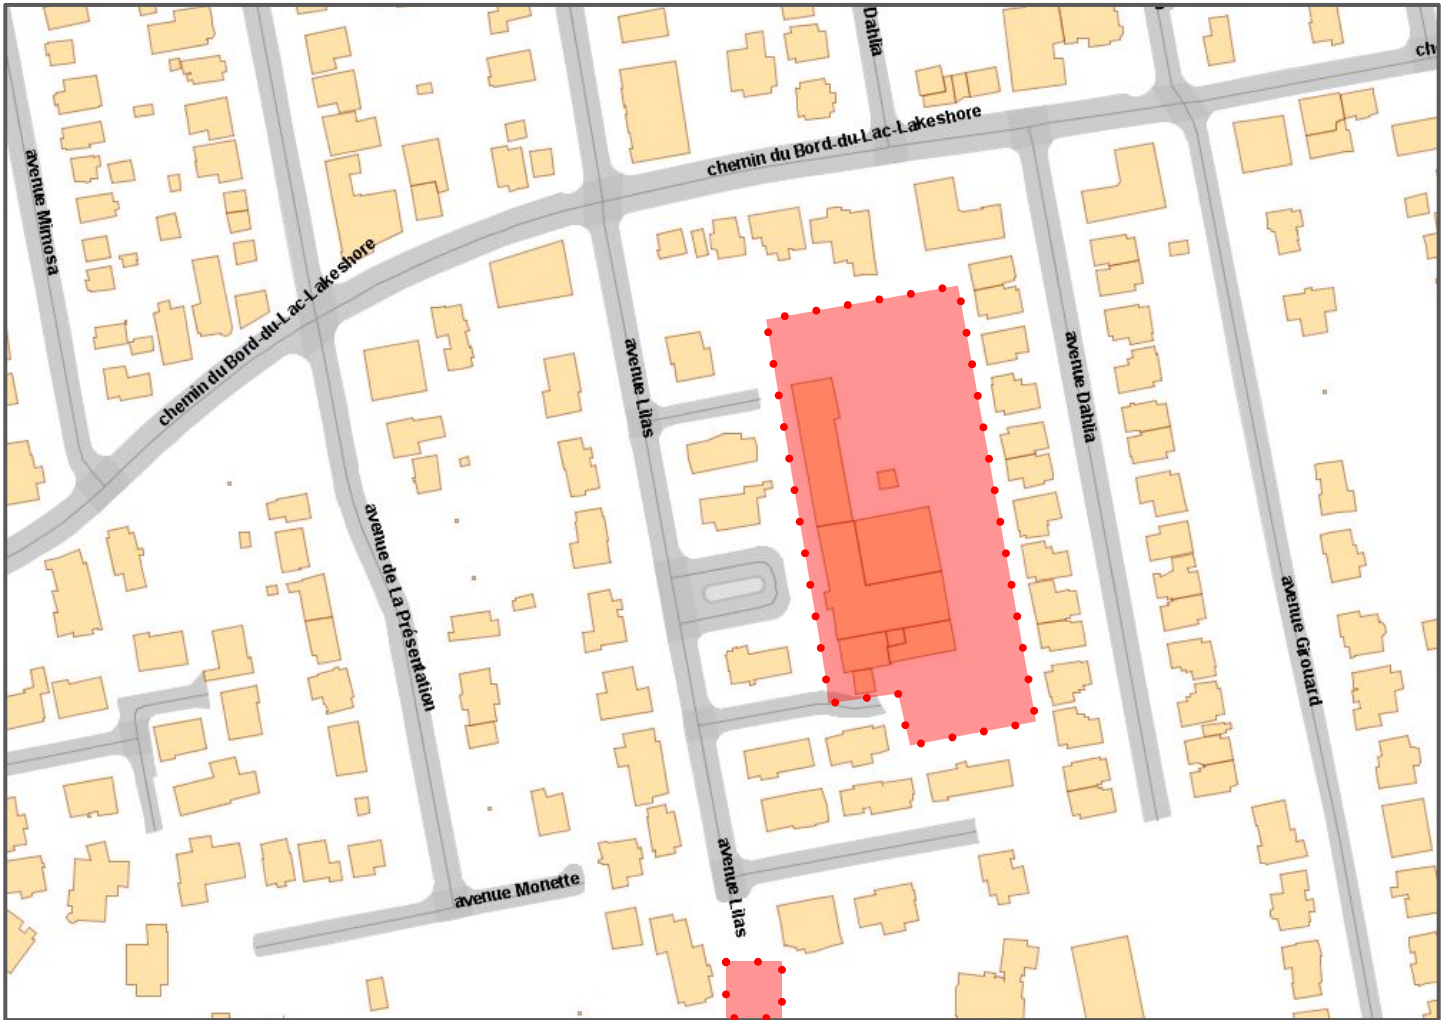 Dahlia
ch
chemin du Bord-du-Lac-Lakeshore
avenue Mimosa
chemin du Bord-du-Lac-Lakeshore
avenue Lilas
avenue Dahlia
avenue de La Présentation
avenue Girouard
avenue Lilas
avenue Monette